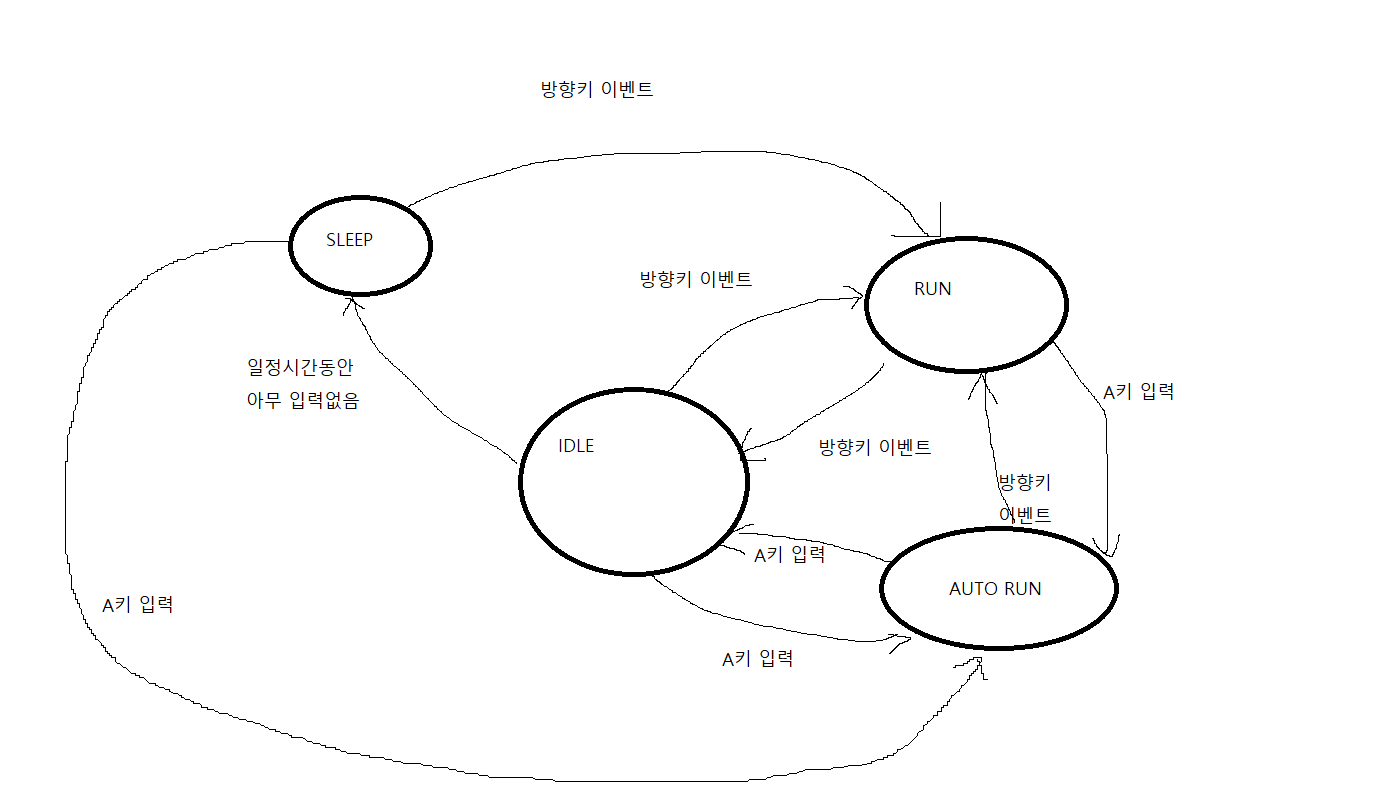 방향키 이벤트
SLEEP
방향키 이벤트
RUN
일정시간동안
아무 입력없음
A키 입력
IDLE
방향키 이벤트
방향키
이벤트
A키 입력
AUTO RUN
A키 입력
A키 입력